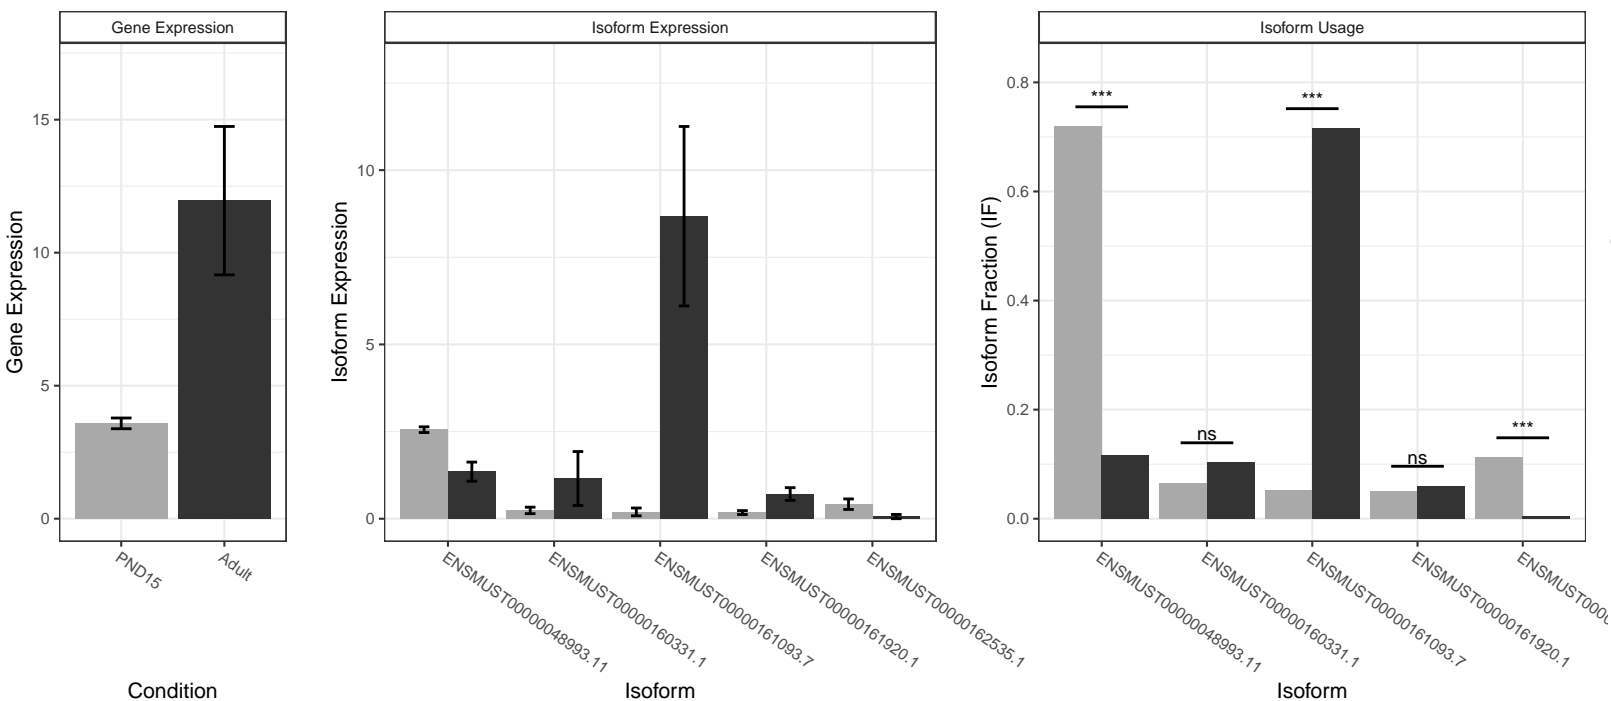 Gene Expression
Isoform Expression
Isoform Usage
Gene Expression
15
10
5
0
PND15
Adult
Condition
Isoform Expression
10
5
0
ENSMUST00000048993.11
ENSMUST00000160331.1
ENSMUST00000161093.7
ENSMUST00000161920.1
ENSMUST00000162535.1
Isoform
Isoform Fraction (IF)
0.8
0.6
0.4
0.2
0.0
***
ns
***
ns
***
ENSMUST00000048993.11
ENSMUST00000160331.1
ENSMUST00000161093.7
ENSMUST00000161920.1
Isoform